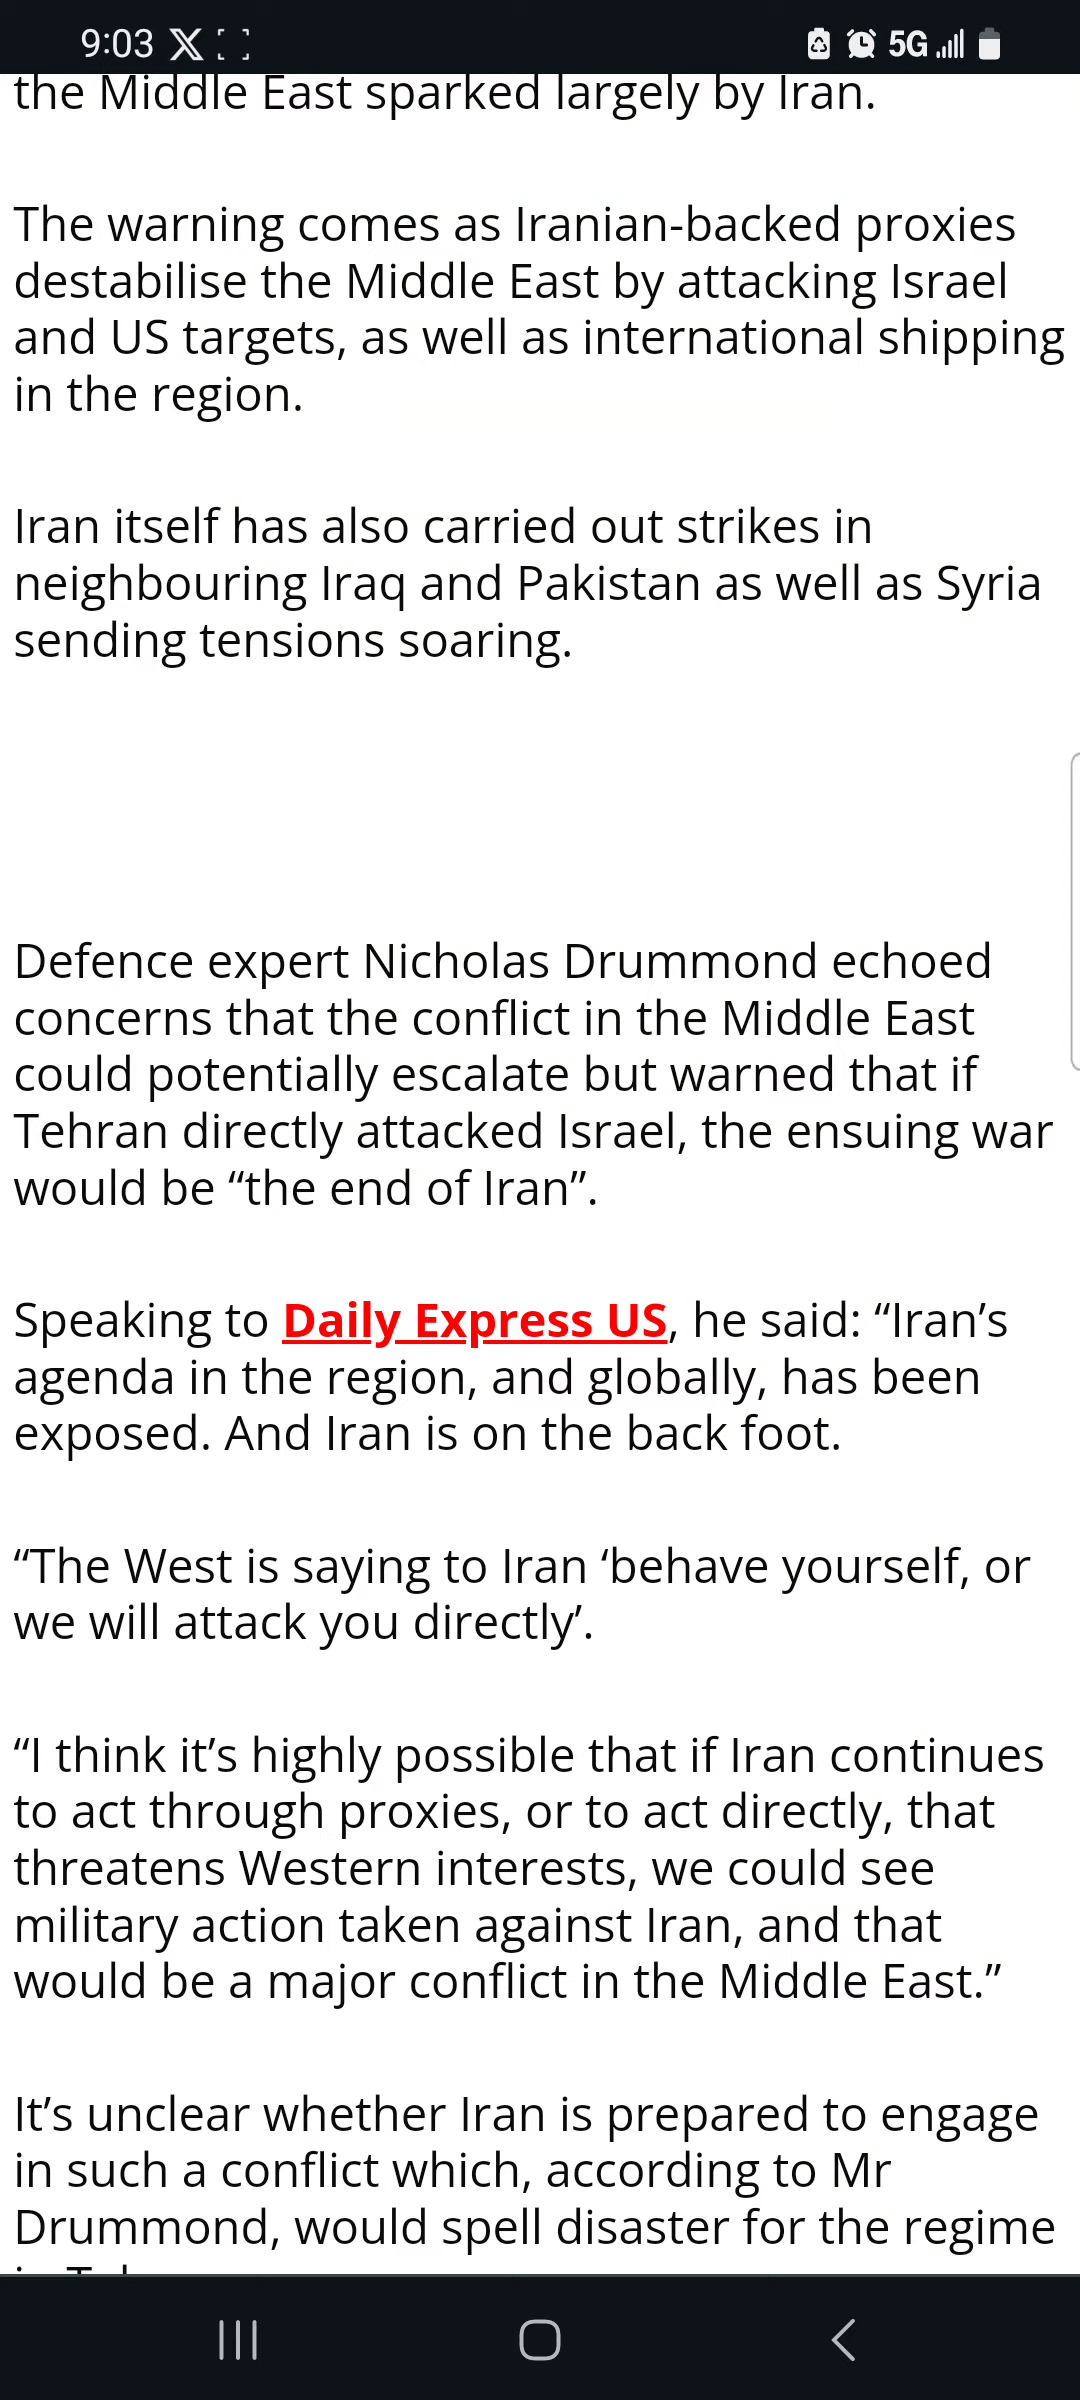 9:03
5G
the Middle East sparked largely by Iran.
The warning comes as Iranian-backed proxies
destabilise the Middle East by attacking Israel
and US targets, as well as international shipping
in the region.
Iran itself has also carried out strikes in
neighbouring Iraq and Pakistan as well as Syria
sending tensions soaring.
Defence expert Nicholas Drummond echoed
concerns that the conflict in the Middle East
could potentially escalate but warned that if
Tehran directly attacked Israel, the ensuing war
would be “the end of Iran”.
Speaking to Daily Express US, he said: “Iran’s
agenda in the region, and globally, has been
exposed. And Iran is on the back foot.
“The West is saying to Iran ‘behave yourself, or
we will attack you directly’.
“I think it’s highly possible that if Iran continues
to act through proxies, or to act directly, that
threatens Western interests, we could see
military action taken against Iran, and that
would be a major conflict in the Middle East.”
It’s unclear whether Iran is prepared to engage
in such a conflict which, according to Mr
Drummond, would spell disaster for the regime